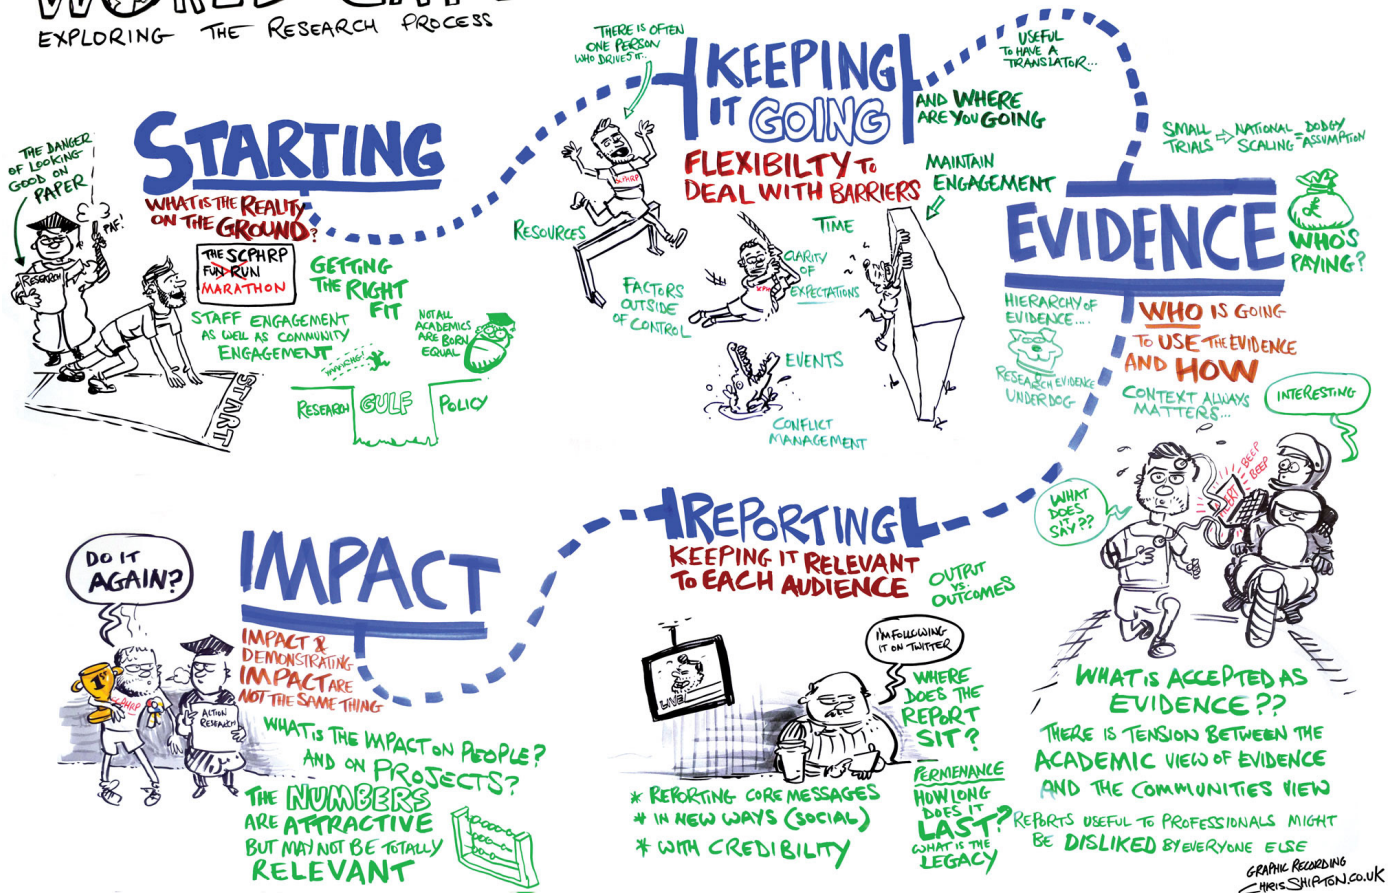 EXPLORING THE RESEARCH PROCESS
STARTING
THE DANGER
OF LOOKING
GOOD ON
PAPER
PAF!
RESEARCH
WHAT IS THE REALITY
ON THE GROUND?
THE SCPHRP
FUN RUN
MARATHON
GETTING
THE RIGHT
FIT
STAFF ENGAGEMENT
AS WELL AS COMMUNITY
ENGAGEMENT
NOT ALL
ACADEMICS
ARE BORN
EQUAL
RESEARCH
GULF
POLICY
START
THERE IS OFTEN
ONE PERSON
WHO DRIVES IT..
KEEPING
IT GOING
AND WHERE
ARE YOU GOING
USEFUL
TO HAVE A
TRANSLATOR...
FLEXIBILTY TO
DEAL WITH BARRIERS
MAINTAIN
ENGAGEMENT
SCPHRP
RESOURCES
TIME
CLARITY
OF
EXPECTATIONS
FACTORS
OUTSIDE
OF CONTROL
EVENTS
CONFLICT
MANAGEMENT
SMALL
TRIALS
NATIONAL
SCALING
=
DODGY
ASSUMPTION
EVIDENCE
£
WHO'S
PAYING?
HIERARCHY OF
EVIDENCE....
RESEARCH EVIDENCE
UNDERDOG
WHO IS GOING
TO USE THE EVIDENCE
AND HOW
CONTEXT ALWAYS
MATTERS...
INTERESTING
BEEP
BEEP
ALERT
WHAT
DOES
IT
SAY??
WHAT IS ACCEPTED AS
EVIDENCE??
THERE IS TENSION BETWEEN THE
ACADEMIC VIEW OF EVIDENCE
AND THE COMMUNITIES VIEW
REPORTS USEFUL TO PROFESSIONALS MIGHT
BE DISLIKED BY EVERYONE ELSE
REPORTING
KEEPING IT RELEVANT
TO EACH AUDIENCE
OUTPUT
VS.
OUTCOMES
LIVE!
I'M FOLLOWING
IT ON TWITTER
WHERE
DOES THE
REPORT
SIT?
PERMENANCE
HOW LONG
DOES IT
LAST?
WHAT IS THE
LEGACY
* REPORTING CORE MESSAGES
* IN NEW WAYS (SOCIAL)
* WITH CREDIBILITY
IMPACT
DO IT
AGAIN?
1st
SCPHRP
ACTION
RESEARCH
IMPACT &
DEMONSTRATING
IMPACT ARE
NOT THE SAME THING
WHAT IS THE IMPACT ON PEOPLE?
AND ON PROJECTS?
THE NUMBERS
ARE ATTRACTIVE
BUT MAY NOT BE TOTALLY
RELEVANT
GRAPHIC RECORDING
CHRISSHIPTON.CO.UK